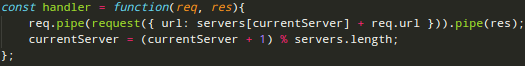 const handler = function(req, res){
req.pipe(request({ url: servers[currentServer] + req.url })).pipe(res);
currentServer = (currentServer + 1) % servers.length;
};